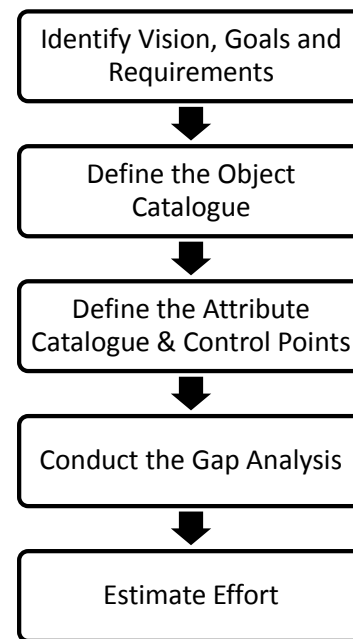 Identify Vision, Goals and
Requirements
Define the Object
Catalogue
Define the Attribute
Catalogue & Control Points
Conduct the Gap Analysis
Estimate Effort